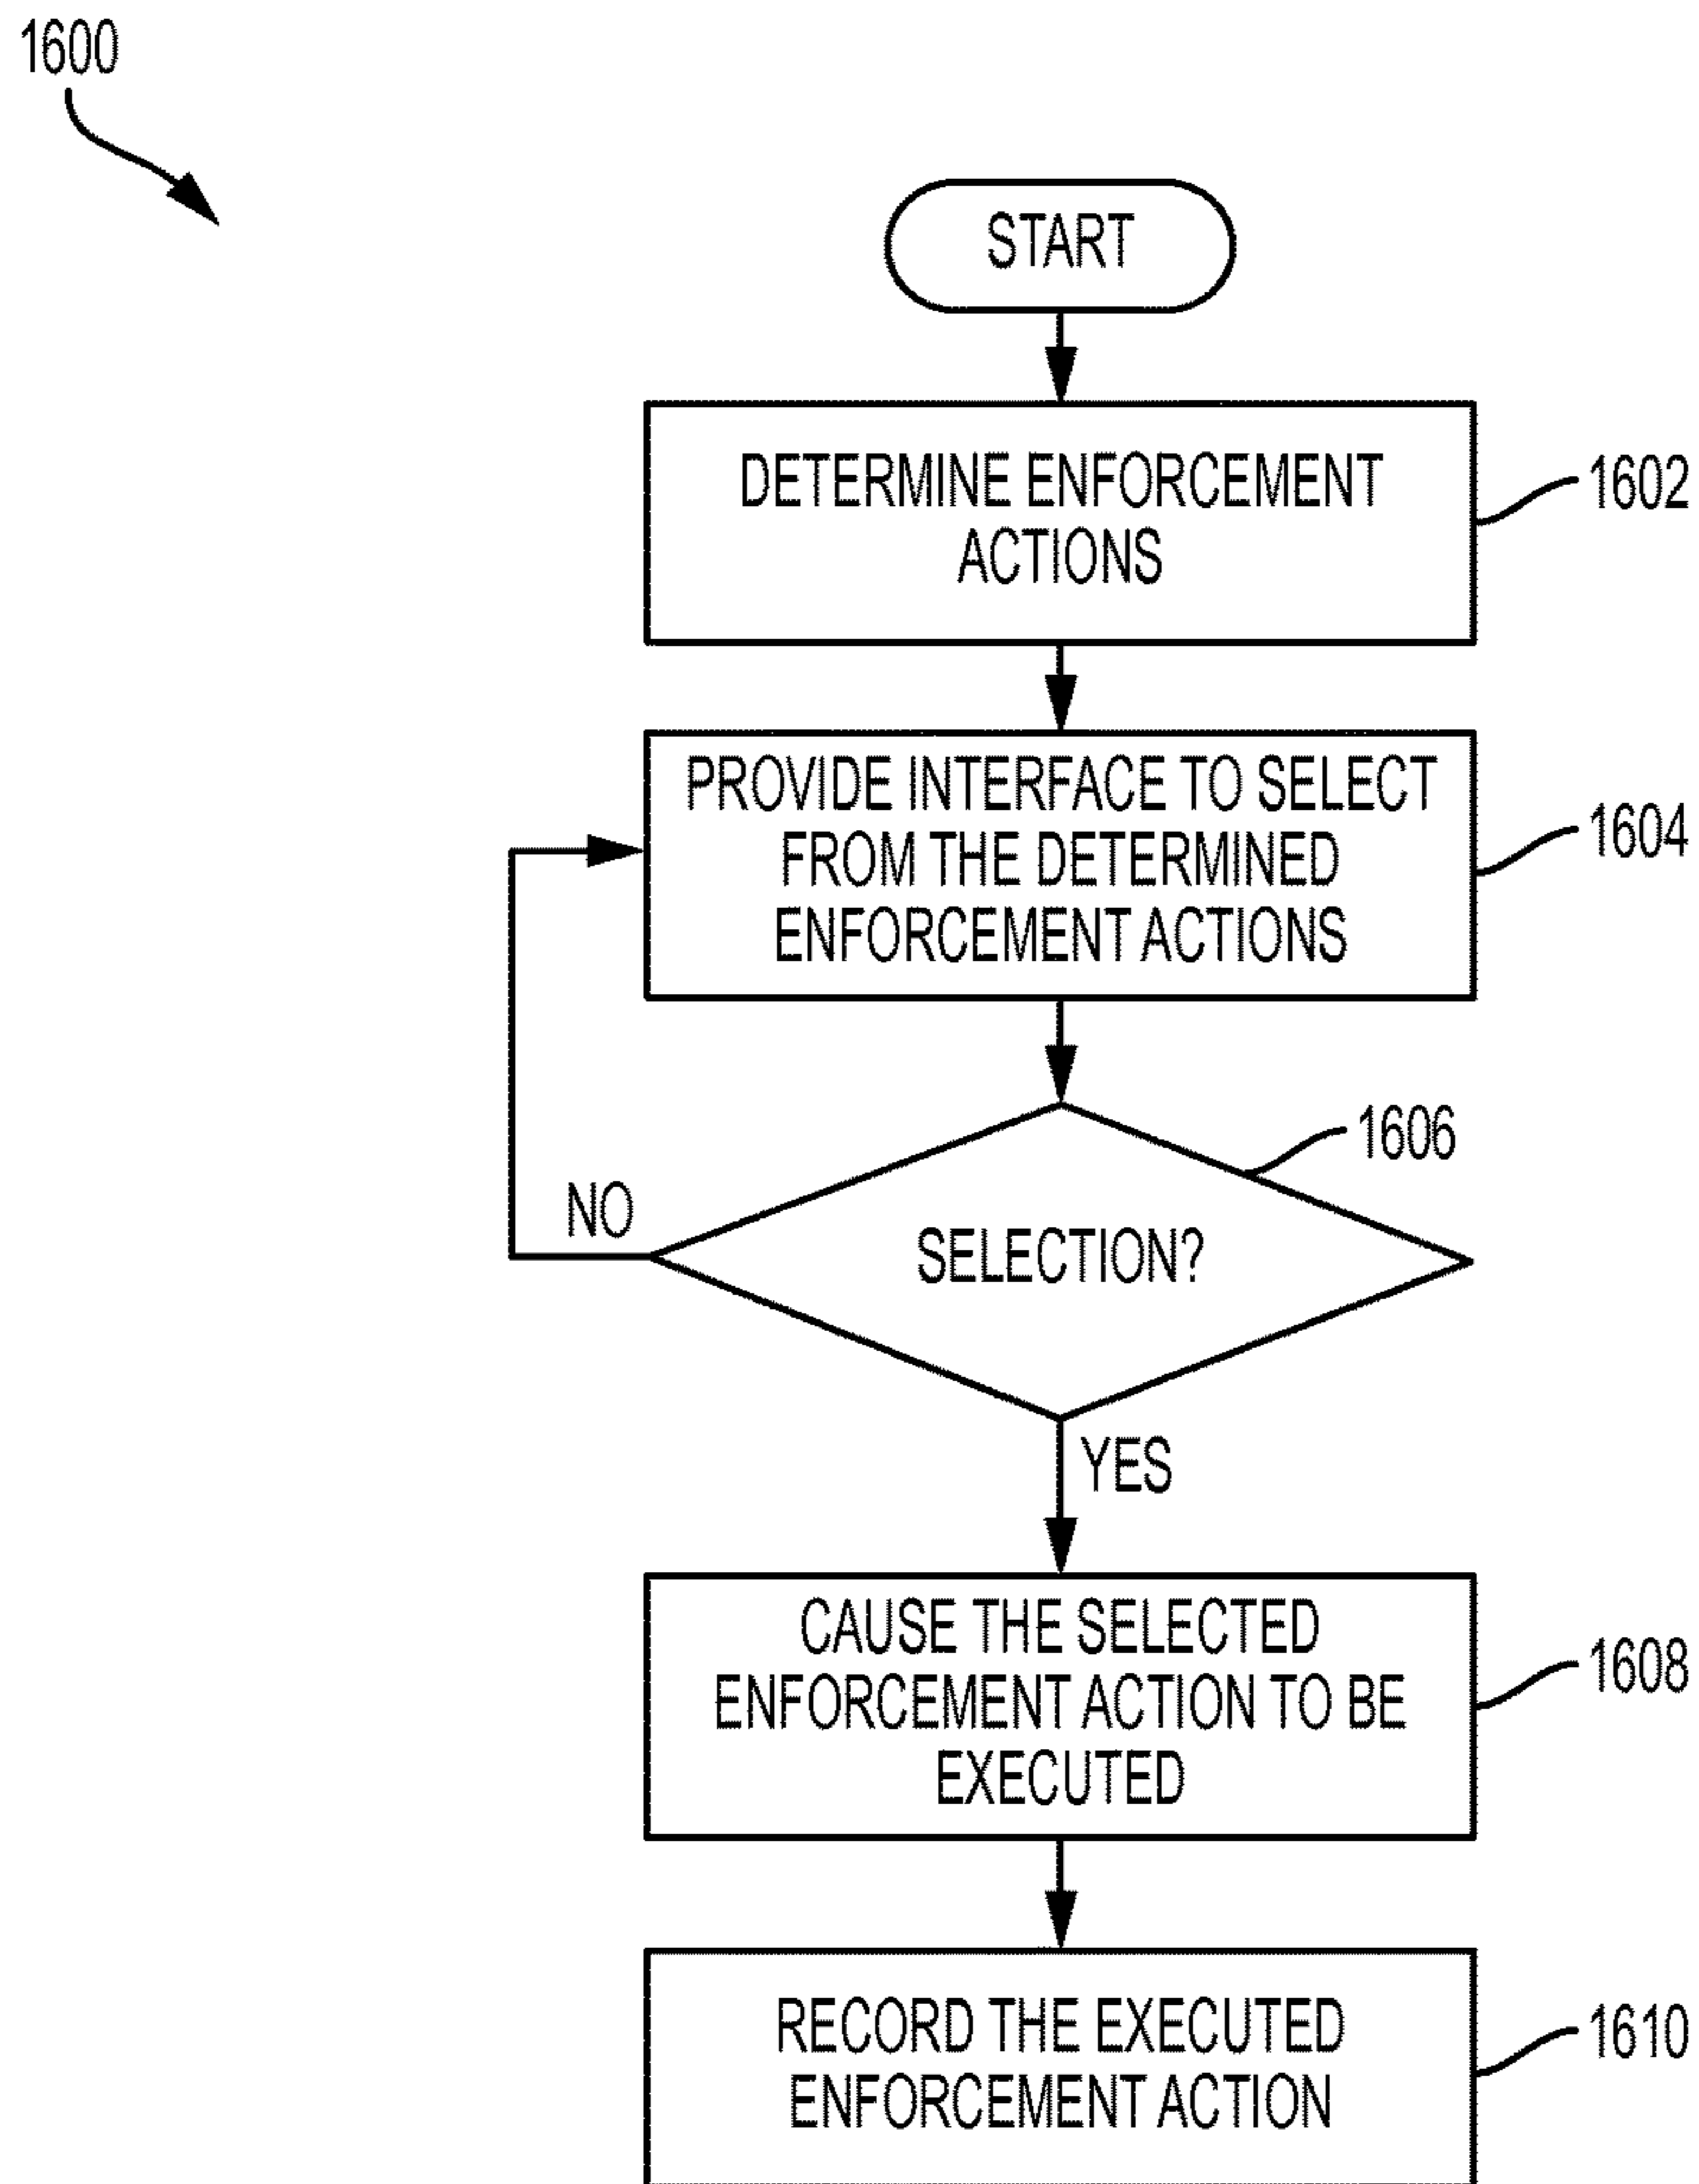 1600
START
DETERMINE ENFORCEMENT
ACTIONS
1602
PROVIDE INTERFACE TO SELECT
FROM THE DETERMINED
ENFORCEMENT ACTIONS
1604
1606
NO
SELECTION?
YES
CAUSE THE SELECTED
ENFORCEMENT ACTION TO BE
EXECUTED
1608
RECORD THE EXECUTED
ENFORCEMENT ACTION
1610